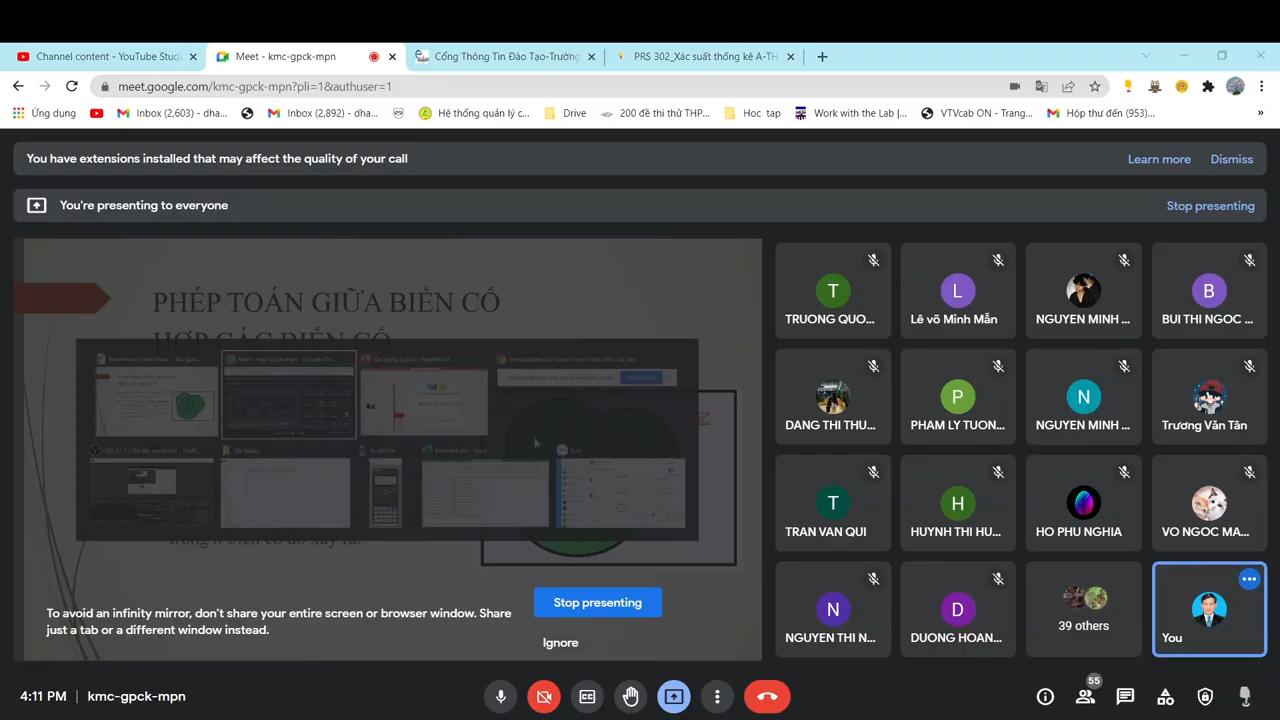 Channel content - YouTube Stud
Meet - kmc-gpck-mpn
Cổng Thông Tin Đào Tạo-Trường
PRS 302_Xác suất thống kê A-TH
meet.google.com/kmc-gpck-mpn?pli=1&authuser=1
Ứng dụng
Inbox (2,603) - dha...
Inbox (2,892) - dha...
Hệ thống quản lý c...
Drive
200 đề thi thử THP...
Hoc tap
Work with the Lab |...
VTVcab ON - Trang...
Hộp thư đến (953)...
»
You have extensions installed that may affect the quality of your call
Learn more
Dismiss
You're presenting to everyone
Stop presenting
PHÉP TOÁN GIỮA BIẾN CỐ
HỢP CÁC BIẾN CỐ
T
TRUONG QUO...
L
Lê võ Minh Mẫn
NGUYEN MINH ...
B
BUI THI NGOC ...
DANG THI THU...
P
PHAM LY TUON...
N
NGUYEN MINH ...
Trương Văn Tân
T
TRAN VAN QUI
H
HUYNH THI HU...
HO PHU NGHIA
VO NGOC MA...
N
NGUYEN THI N...
D
DUONG HOAN...
39 others
You
To avoid an infinity mirror, don't share your entire screen or browser window. Share
just a tab or a different window instead.
Stop presenting
Ignore
4:11 PM
kmc-gpck-mpn
55